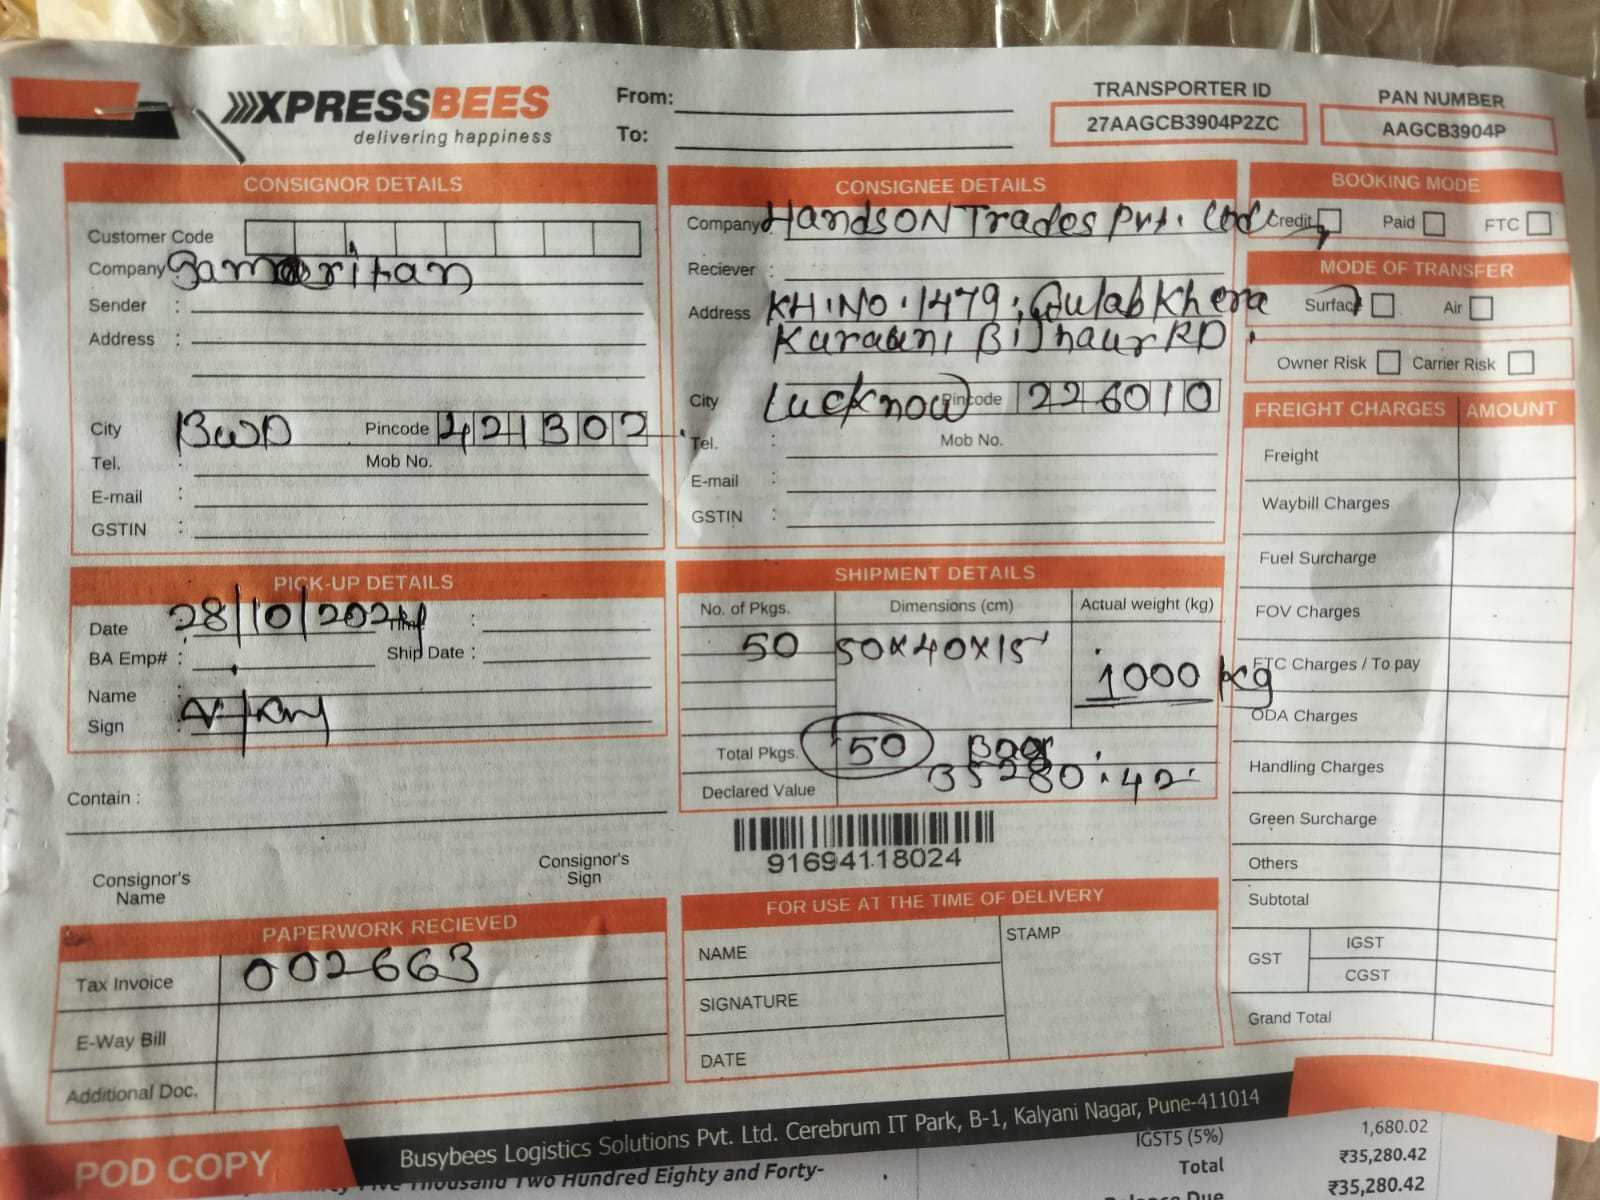 XPRESSBEES
delivering happiness
From:
To:
TRANSPORTER ID
27AAGCB3904P2ZC
PAN NUMBER
AAGCB3904P
CONSIGNOR DETAILS
Customer Code
Company
Sender :
Address :
City BWD Pincode 421302
Tel. : Mob No.
E-mail :
GSTIN :
CONSIGNEE DETAILS
Company HandsON Trades Pvt.
Reciever :
Address KH.NO.1479, Gulab Khera
Bijnaur RD.
City Lucknow Pincode 226010
Tel. : Mob No.
E-mail :
GSTIN :
BOOKING MODE
Credit Paid FTC
MODE OF TRANSFER
Surface Air
Owner Risk Carrier Risk
FREIGHT CHARGES AMOUNT
Freight
Waybill Charges
Fuel Surcharge
FOV Charges
FTC Charges / To pay
ODA Charges
Handling Charges
Green Surcharge
Others
Subtotal
GST IGST
CGST
Grand Total
PICK-UP DETAILS
Date 28/10/2024 :
BA Emp# : Ship Date :
Name :
Sign
SHIPMENT DETAILS
No. of Pkgs. Dimensions (cm) Actual weight (kg)
50 50x40x15 1000 kg
Total Pkgs. 50
Declared Value 35280.42
Contain :
91694118024
Consignor's Name
Consignor's Sign
PAPERWORK RECIEVED
Tax Invoice 002663
E-Way Bill
Additional Doc.
FOR USE AT THE TIME OF DELIVERY
NAME
SIGNATURE
DATE
STAMP
POD COPY
Busybees Logistics Solutions Pvt. Ltd. Cerebrum IT Park, B-1, Kalyani Nagar, Pune-411014
Five Thousand Two Hundred Eighty and Forty-
IGST5 (5%) 1,680.02
Total ₹35,280.42
Balance Due ₹35,280.42